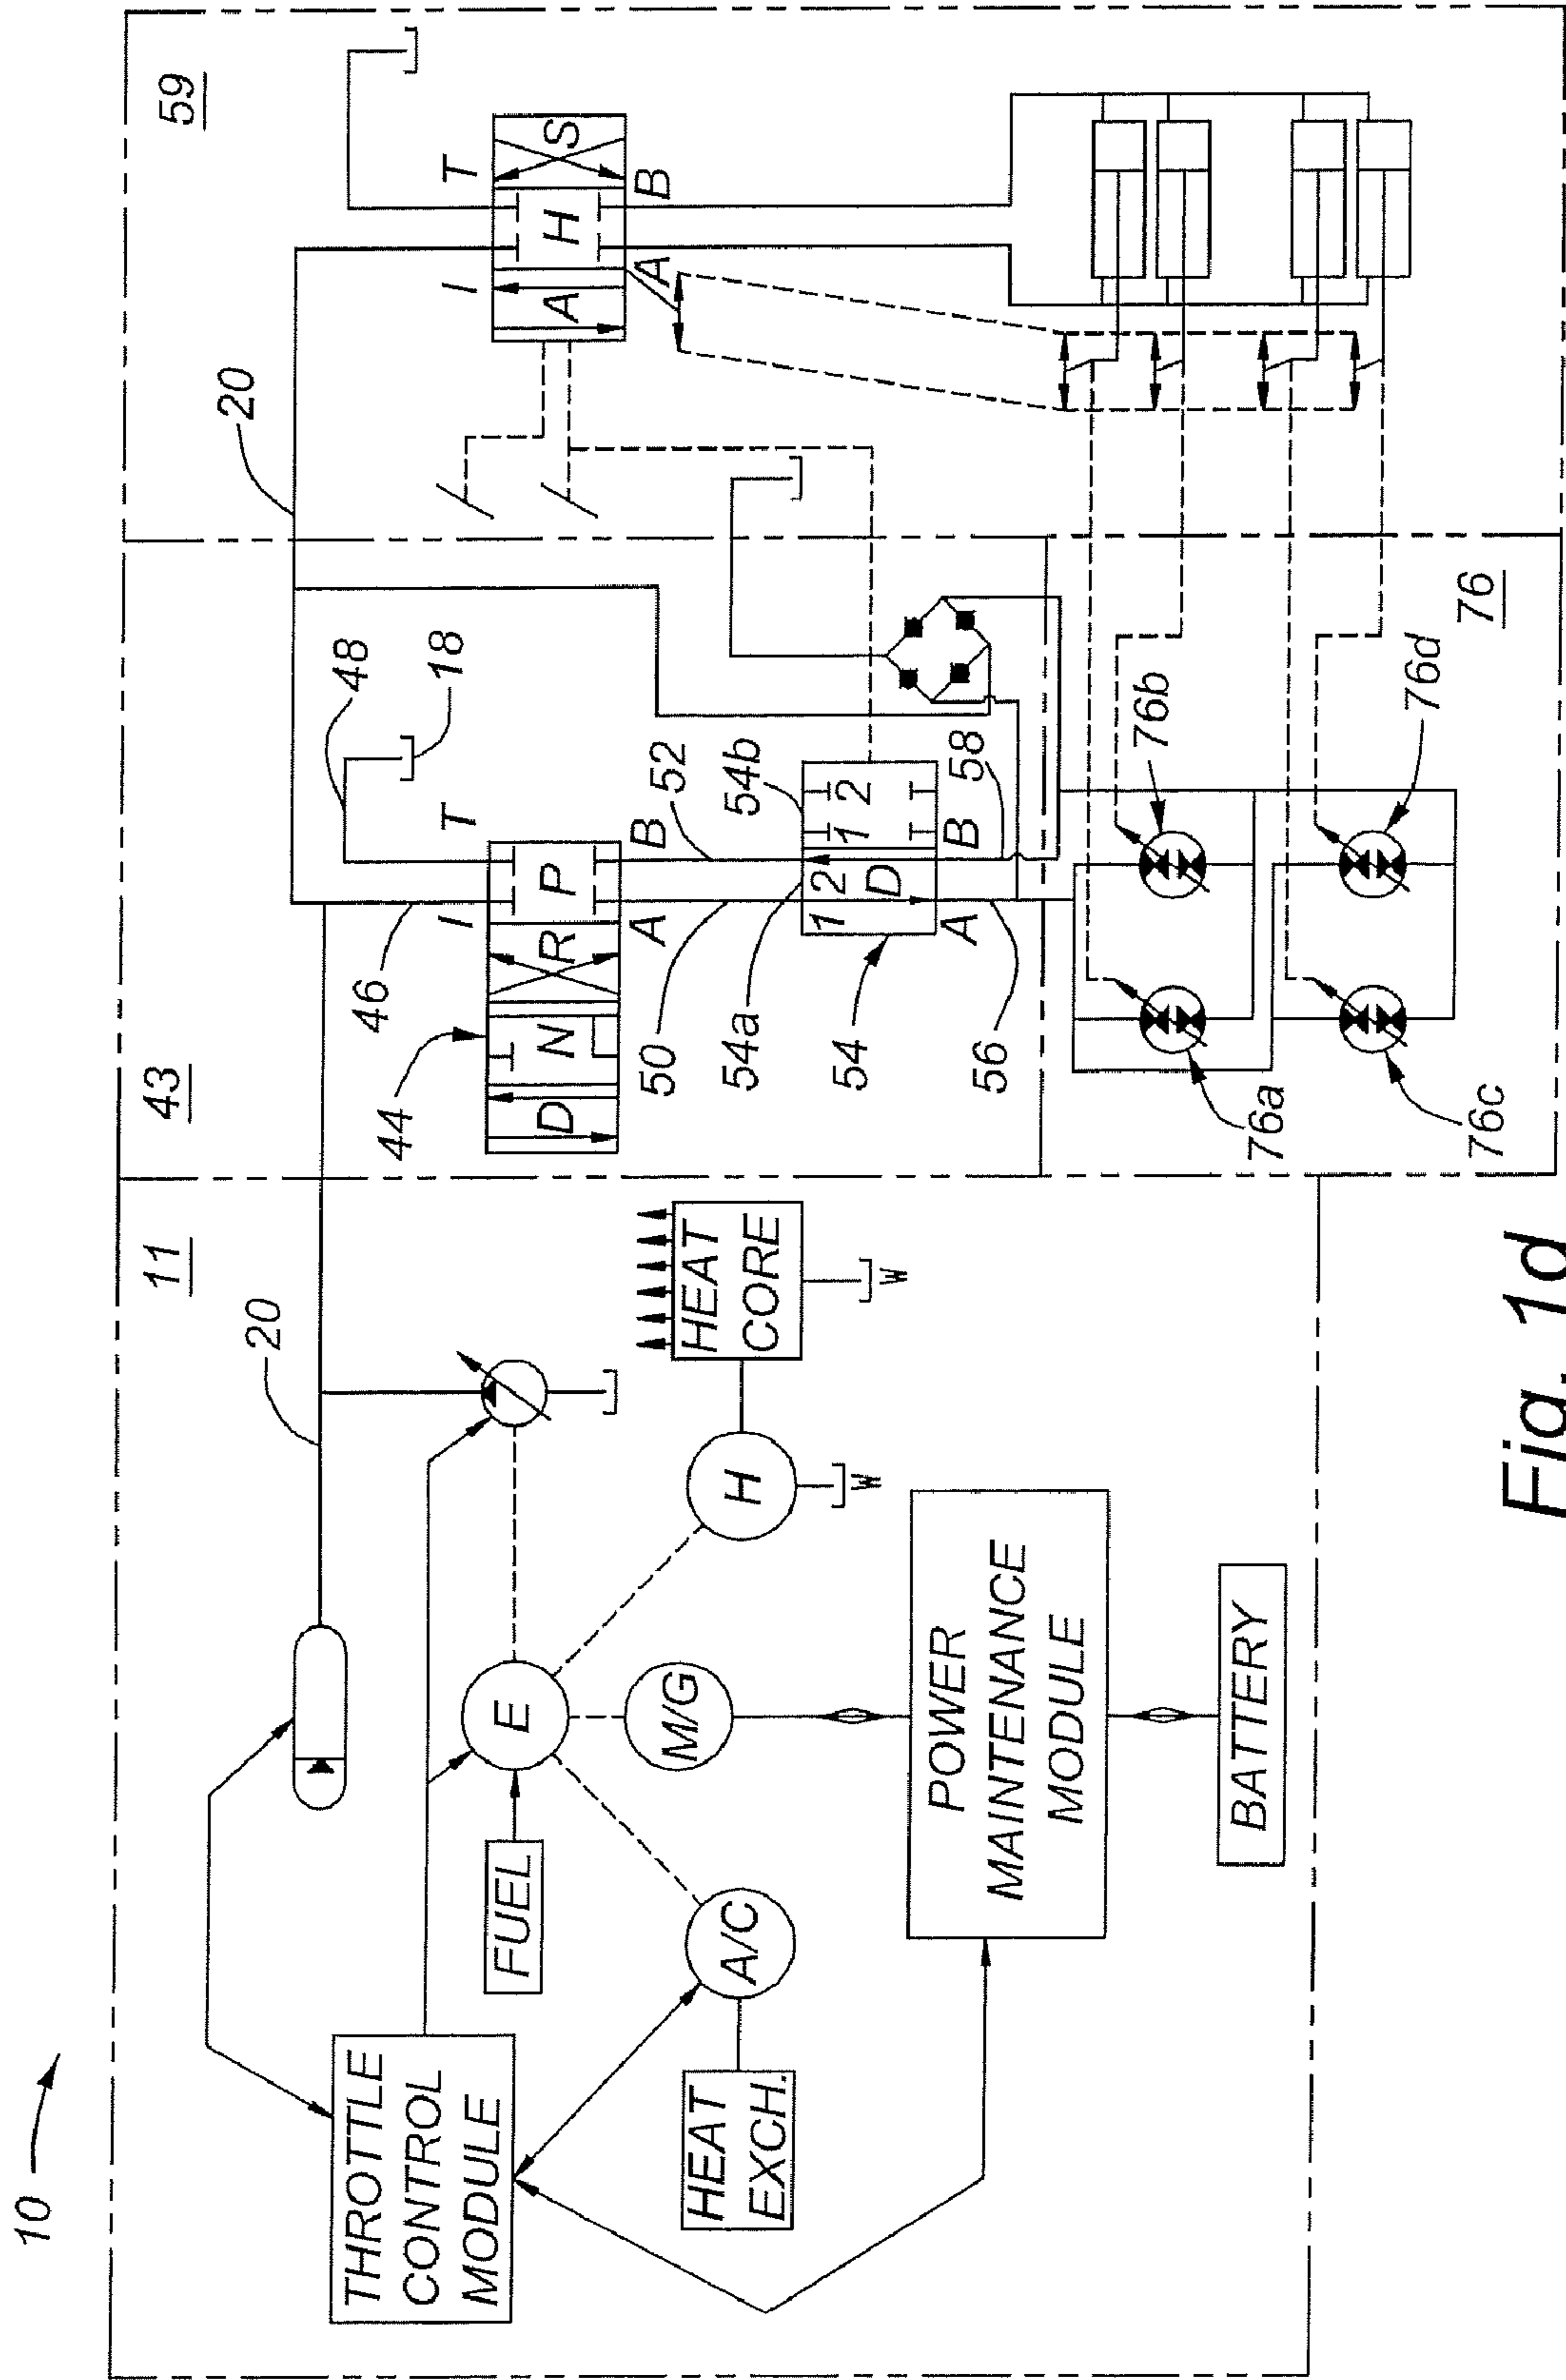 10
11
20
THROTTLE
CONTROL
MODULE
FUEL
E
HEAT
EXCH.
A/C
M/G
H
W
HEAT
CORE
W
POWER
MAINTENANCE
MODULE
BATTERY
43
44
46
48
18
I
T
D
N
R
P
A
B
50
52
54a
54b
1
2
1
2
D
54
A
B
56
58
76a
76b
76c
76d
76
59
20
I
T
A
H
S
A
B
Fig. 1d